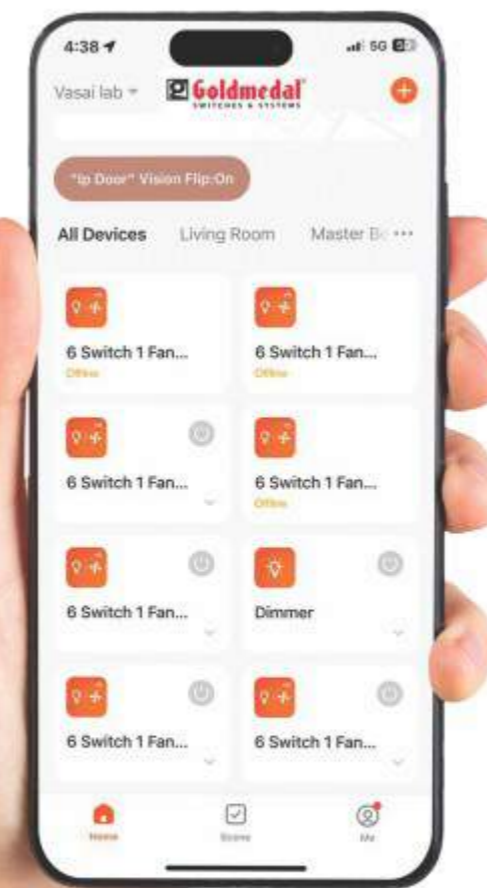 4:38 5G
Vasai lab
Goldmedal
SWITCHES & SYSTEMS
"Ip Door" Vision Flip:On
All Devices Living Room Master Be ...
6 Switch 1 Fan... 6 Switch 1 Fan...
Offline Offline
6 Switch 1 Fan... 6 Switch 1 Fan...
Offline
6 Switch 1 Fan... Dimmer
6 Switch 1 Fan... 6 Switch 1 Fan...
Home Scene Me